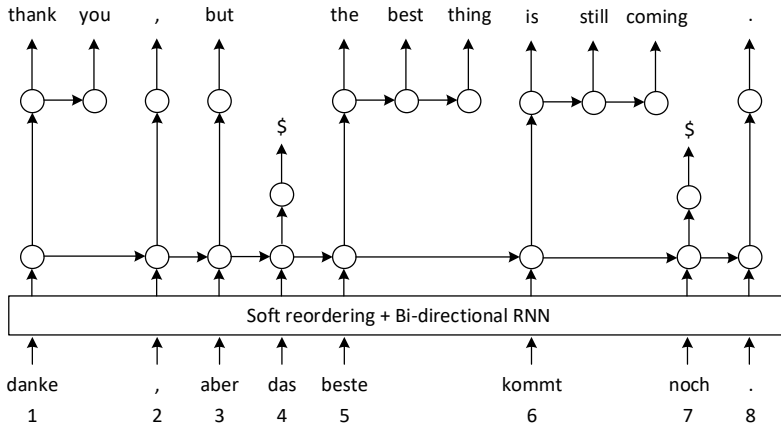 thank you , but the best thing is still coming .
$ $
Soft reordering + Bi-directional RNN
danke , aber das beste kommt noch .
1 2 3 4 5 6 7 8